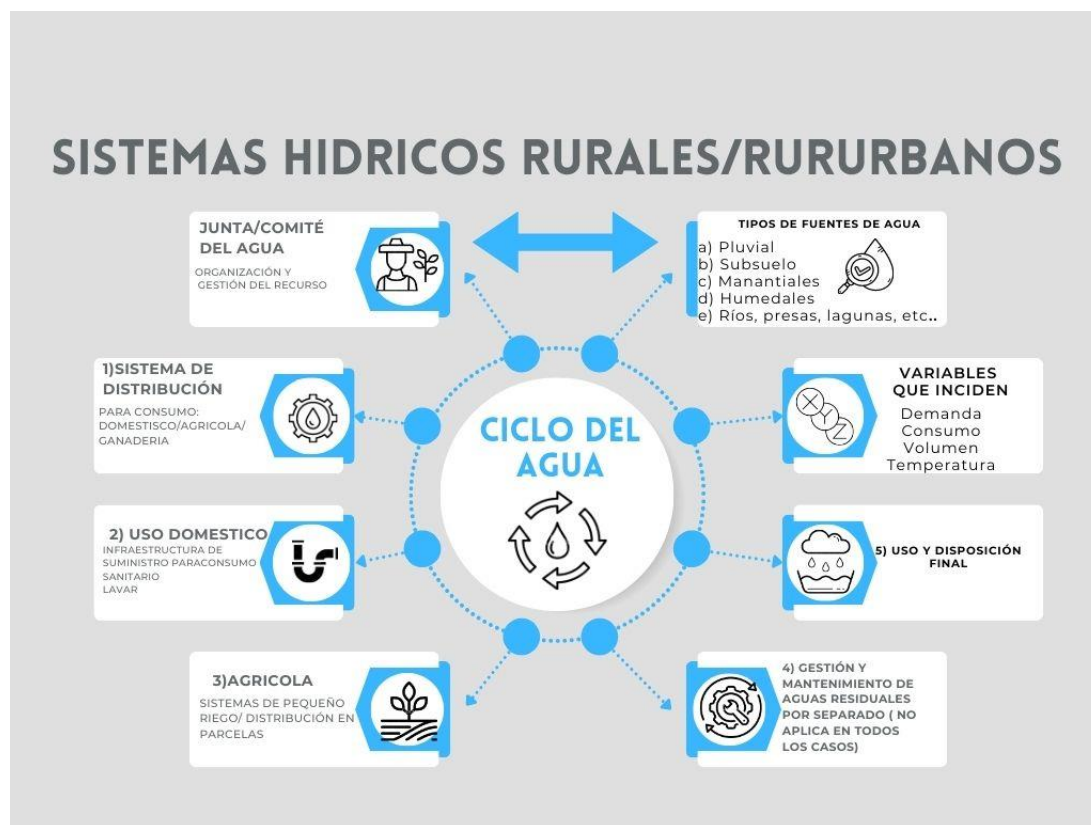 SISTEMAS HIDRICOS RURALES/RURURBANOS
JUNTA/COMITÉ
DEL AGUA
ORGANIZACIÓN Y
GESTIÓN DEL RECURSO
TIPOS DE FUENTES DE AGUA
a) Pluvial
b) Subsuelo
c) Manantiales
d) Humedales
e) Ríos, presas, lagunas, etc..
1)SISTEMA DE
DISTRIBUCIÓN
PARA CONSUMO:
DOMESTISCO/AGRICOLA/
GANADERIA
VARIABLES
QUE INCIDEN
Demanda
Consumo
Volumen
Temperatura
X
Y
Z
CICLO DEL
AGUA
2) USO DOMESTICO
INFRAESTRUCTURA DE
SUMINISTRO PARACONSUMO
SANITARIO
LAVAR
5) USO Y DISPOSICIÓN
FINAL
3)AGRICOLA
SISTEMAS DE PEQUEÑO
RIEGO/ DISTRIBUCIÓN EN
PARCELAS
4) GESTIÓN Y
MANTENIMIENTO DE
AGUAS RESIDUALES
POR SEPARADO ( NO
APLICA EN TODOS
LOS CASOS)